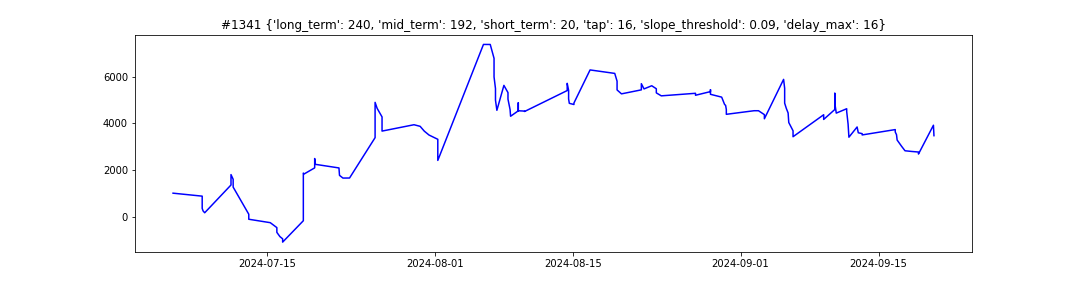 #1341 {'long_term': 240, 'mid_term': 192, 'short_term': 20, 'tap': 16, 'slope_threshold': 0.09, 'delay_max': 16}
6000
4000
2000
0
2024-07-15 2024-08-01 2024-08-15 2024-09-01 2024-09-15